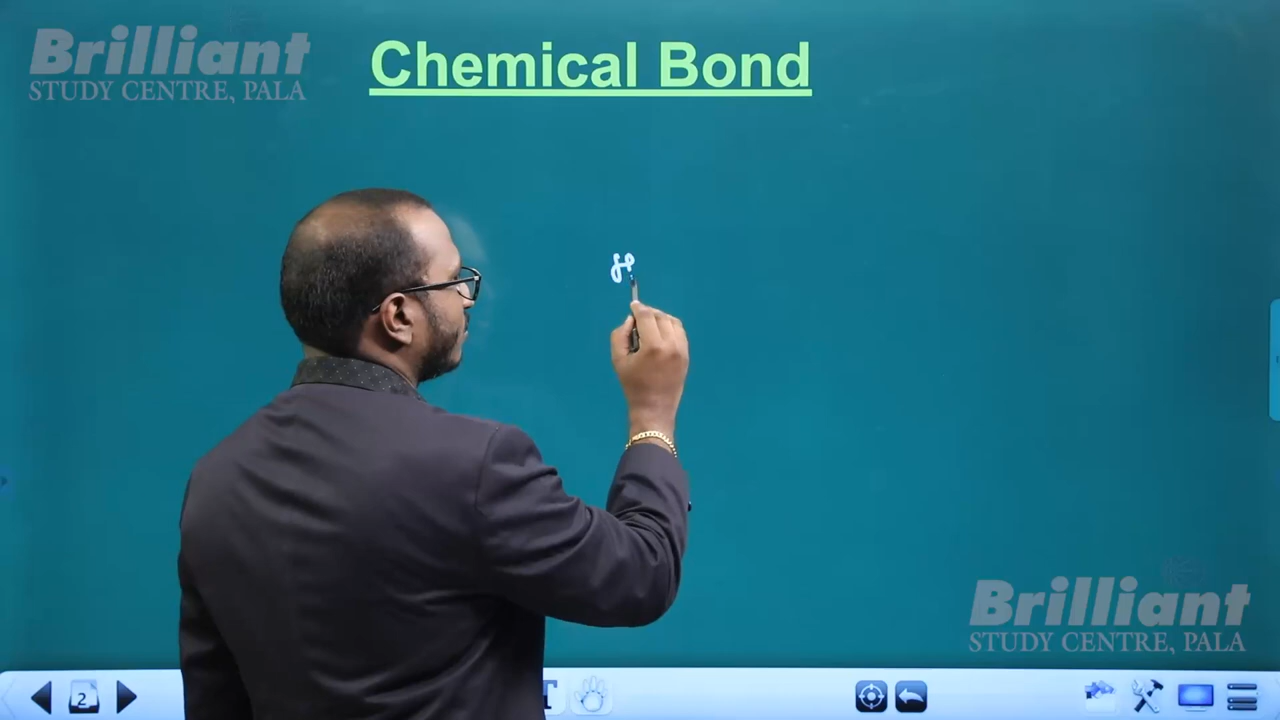 Brilliant
STUDY CENTRE, PALA
Chemical Bond
2
T
Brilliant
STUDY CENTRE, PALA